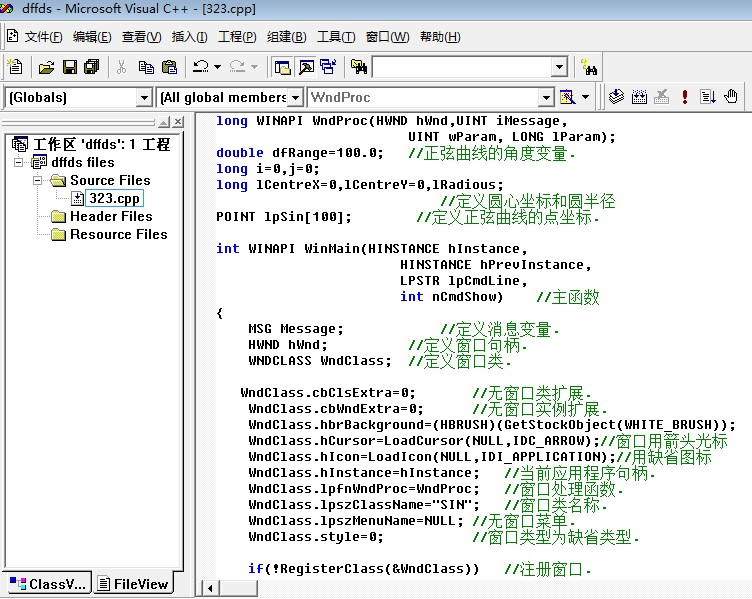 dffds - Microsoft Visual C++ - [323.cpp]
文件(F) 编辑(E) 查看(V) 插入(I) 工程(P) 组建(B) 工具(T) 窗口(W) 帮助(H)
(Globals) (All global members WndProc
工作区 'dffds': 1 工程
dffds files
Source Files
323.cpp
Header Files
Resource Files
ClassV... FileView
long WINAPI WndProc(HWND hWnd,UINT iMessage,
UINT wParam, LONG lParam);
double dfRange=100.0; //正弦曲线的角度变量.
long i=0,j=0;
long lCentreX=0,lCentreY=0,lRadious;
//定义圆心坐标和圆半径
POINT lpSin[100]; //定义正弦曲线的点坐标.
int WINAPI WinMain(HINSTANCE hInstance,
HINSTANCE hPrevInstance,
LPSTR lpCmdLine,
int nCmdShow) //主函数
{
MSG Message; //定义消息变量.
HWND hWnd; //定义窗口句柄.
WNDCLASS WndClass; //定义窗口类.
WndClass.cbClsExtra=0; //无窗口类扩展.
WndClass.cbWndExtra=0; //无窗口实例扩展.
WndClass.hbrBackground=(HBRUSH)(GetStockObject(WHITE_BRUSH));
WndClass.hCursor=LoadCursor(NULL,IDC_ARROW);//窗口用箭头光标
WndClass.hIcon=LoadIcon(NULL,IDI_APPLICATION);//用缺省图标
WndClass.hInstance=hInstance; //当前应用程序句柄.
WndClass.lpfnWndProc=WndProc; //窗口处理函数.
WndClass.lpszClassName="SIN"; //窗口类名称.
WndClass.lpszMenuName=NULL; //无窗口菜单.
WndClass.style=0; //窗口类型为缺省类型.
if(!RegisterClass(&WndClass)) //注册窗口.